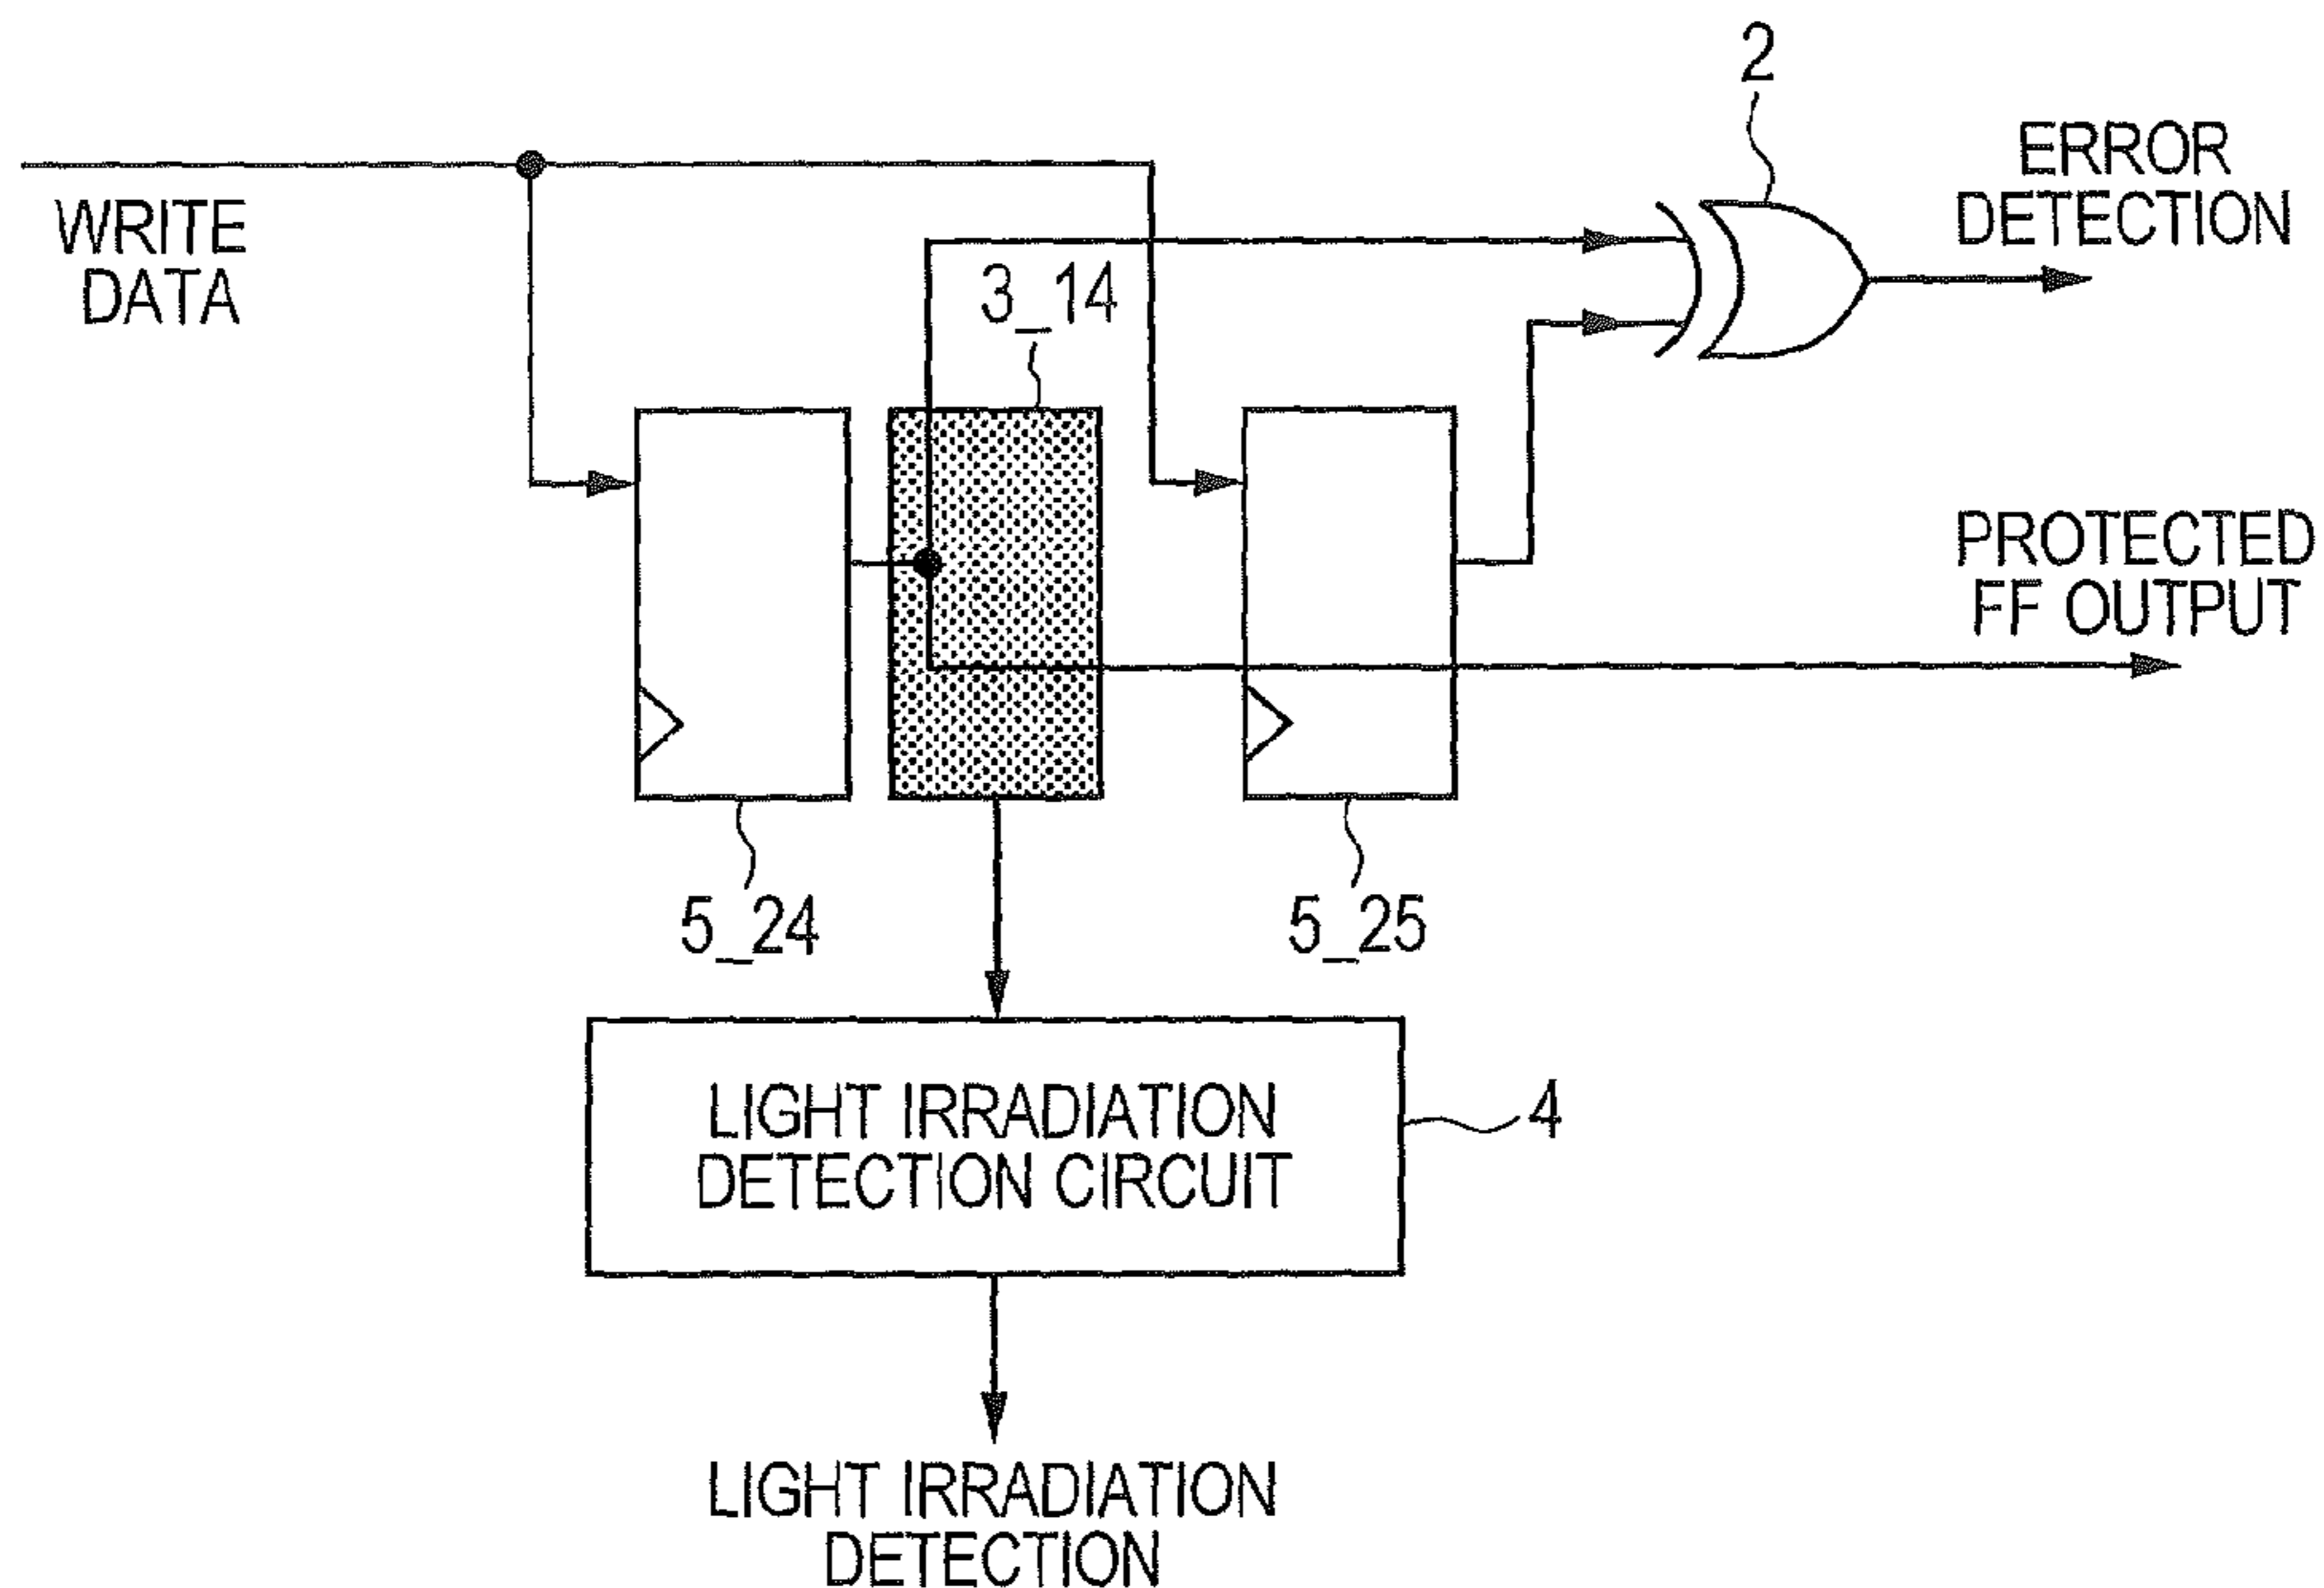 2
ERROR
DETECTION
WRITE
DATA
3_14
PROTECTED
FF OUTPUT
5_24
5_25
LIGHT IRRADIATION
DETECTION CIRCUIT
4
LIGHT IRRADIATION
DETECTION